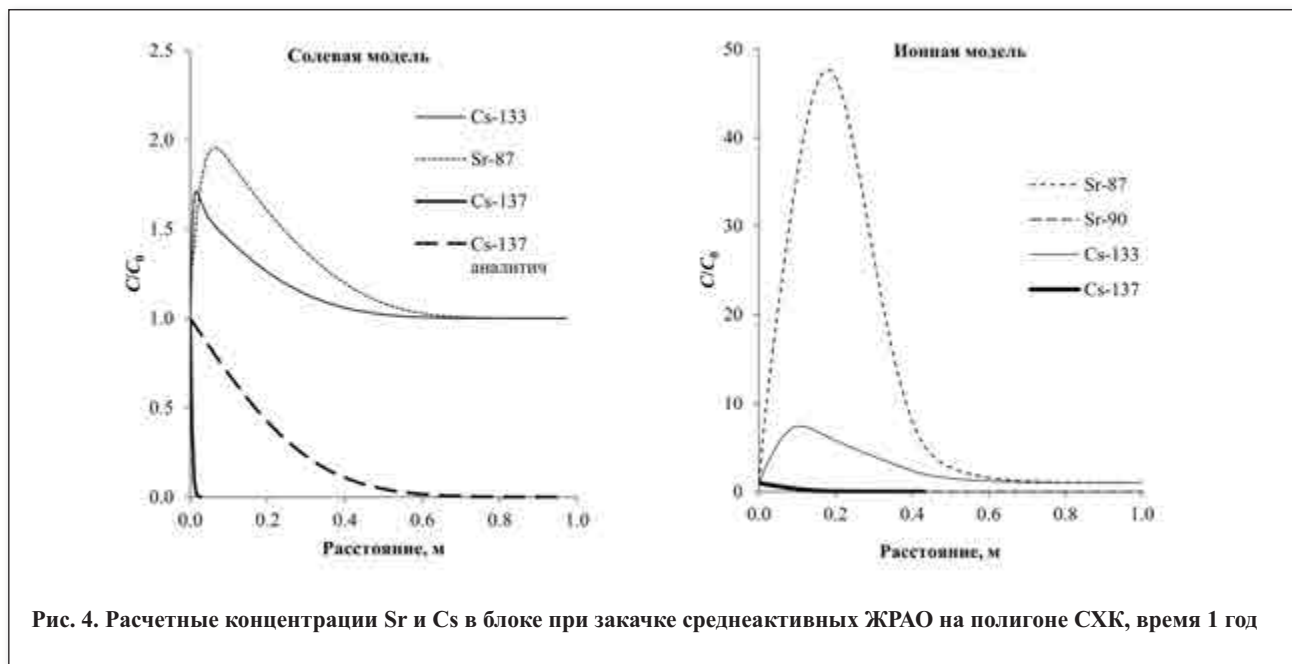 Солевая модель
2.5
2.0
1.5
1.0
0.5
0.0
C/C₀
0.0 0.2 0.4 0.6 0.8 1.0
Расстояние, м
Cs-133
Sr-87
Cs-137
Cs-137
аналитич
Ионная модель
50
40
30
20
10
0
C/C₀
0.0 0.2 0.4 0.6 0.8 1.0
Расстояние, м
Sr-87
Sr-90
Cs-133
Cs-137
Рис. 4. Расчетные концентрации Sr и Cs в блоке при закачке среднеактивных ЖРАО на полигоне СХК, время 1 год